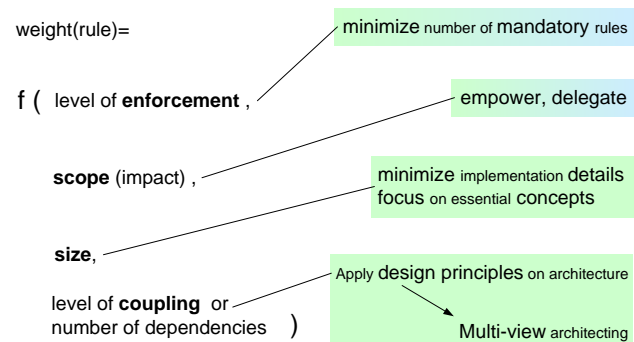 weight(rule)=
minimize number of mandatory rules
f ( level of enforcement ,
empower, delegate
scope (impact) ,
minimize implementation details
focus on essential concepts
size,
Apply design principles on architecture
level of coupling or
number of dependencies )
Multi-view architecting